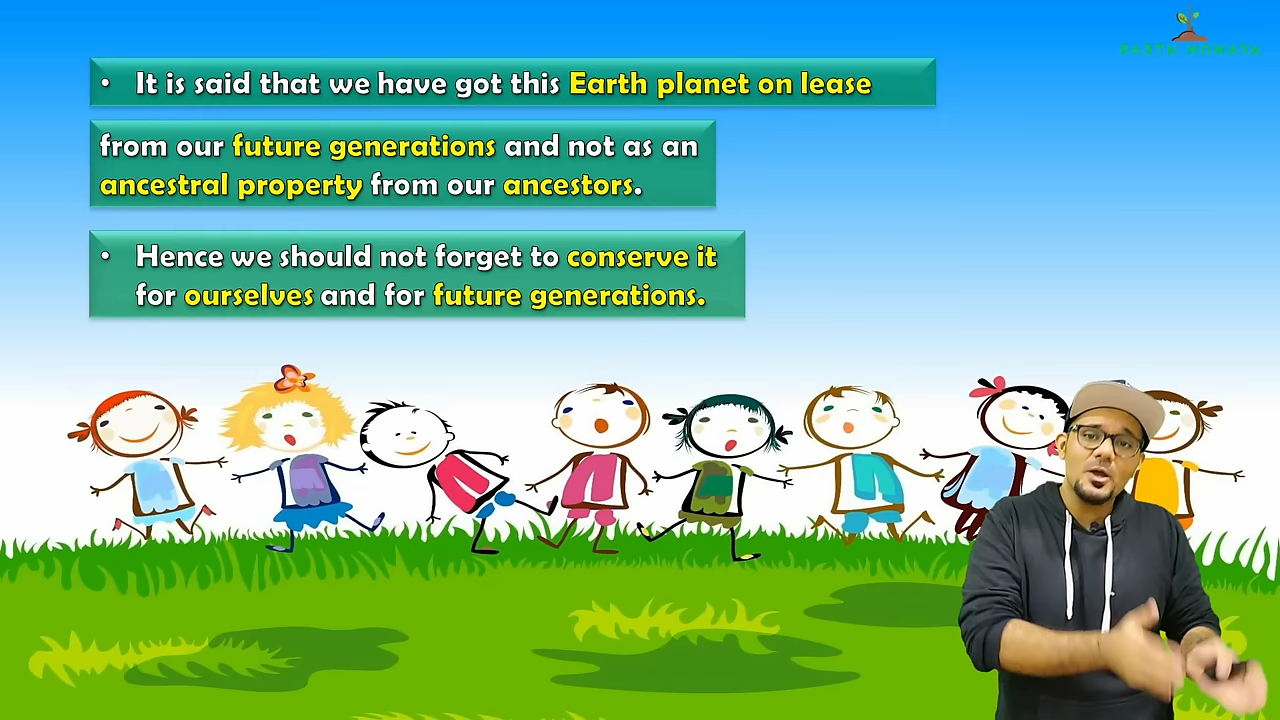 • It is said that we have got this Earth planet on lease
from our future generations and not as an
ancestral property from our ancestors.
• Hence we should not forget to conserve it
for ourselves and for future generations.
EARTH MOHAYA